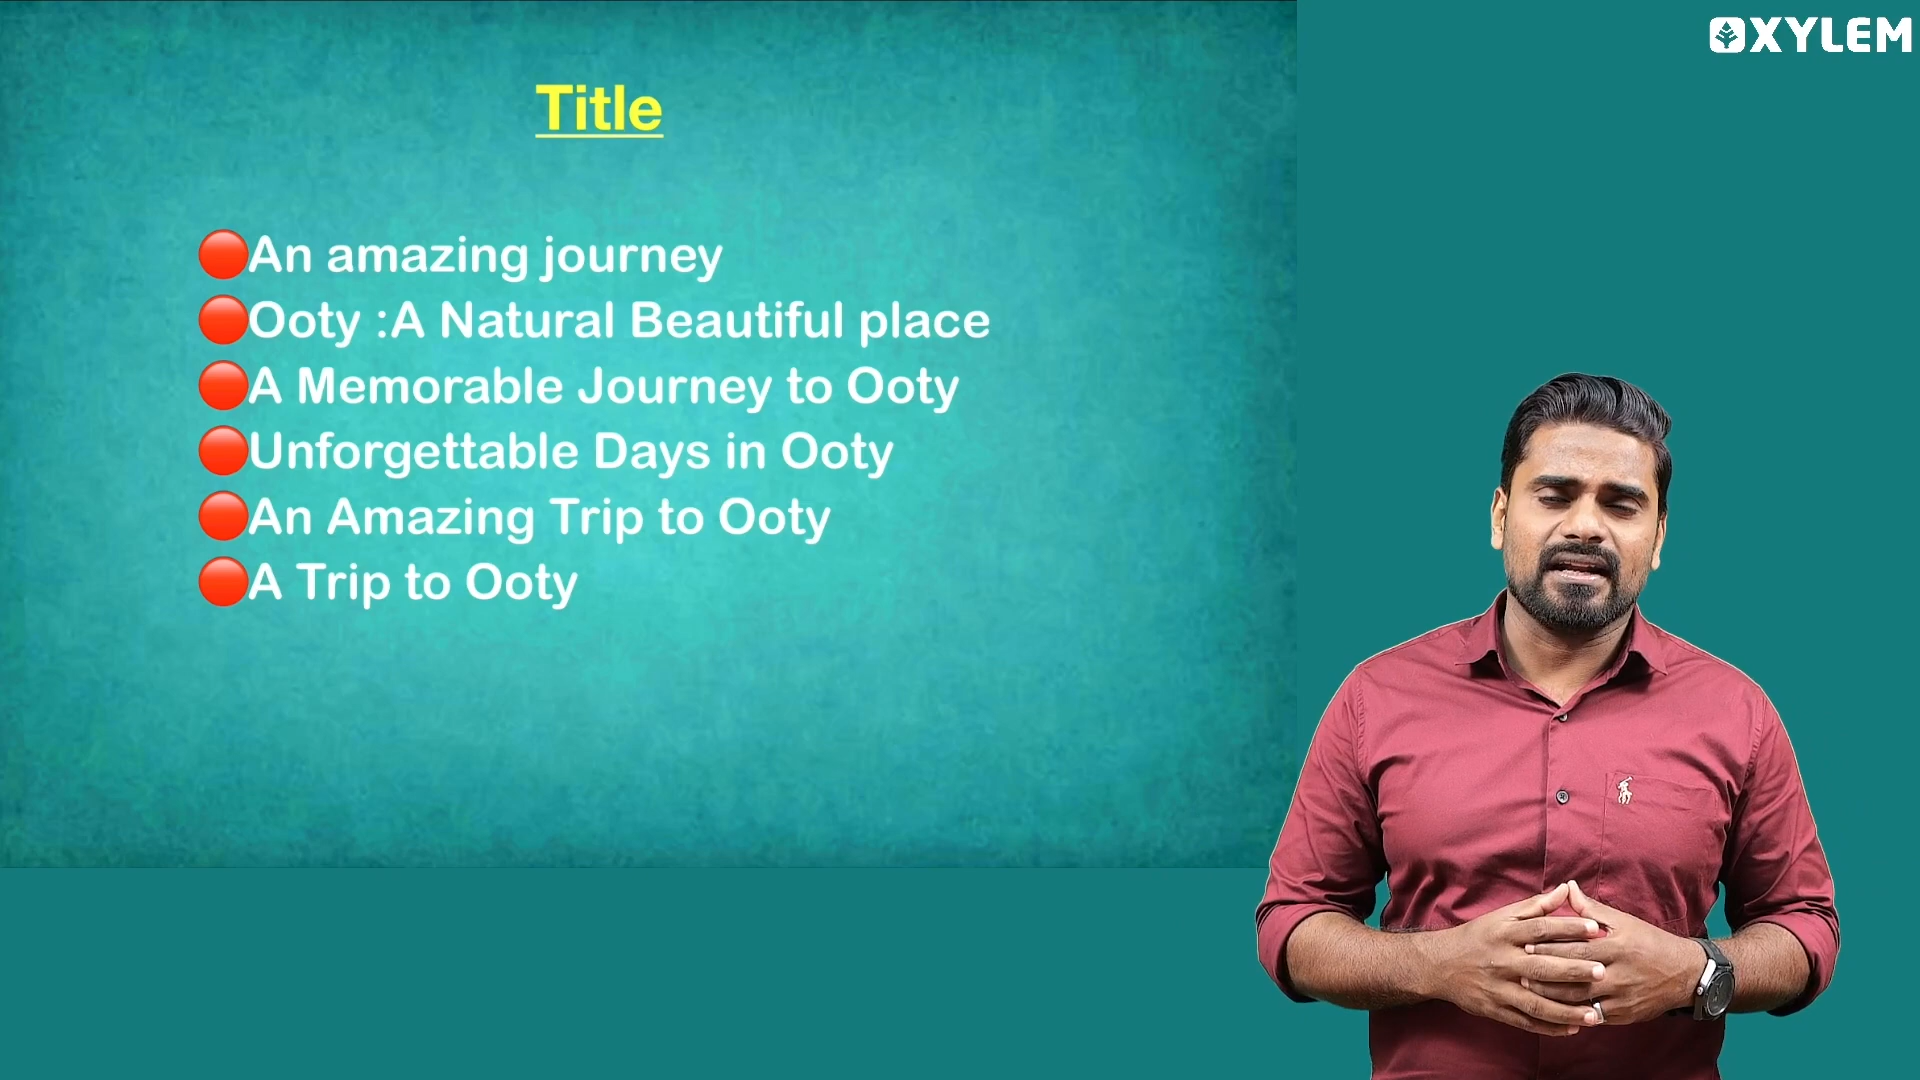 XYLEM
Title
An amazing journey
Ooty :A Natural Beautiful place
A Memorable Journey to Ooty
Unforgettable Days in Ooty
An Amazing Trip to Ooty
A Trip to Ooty